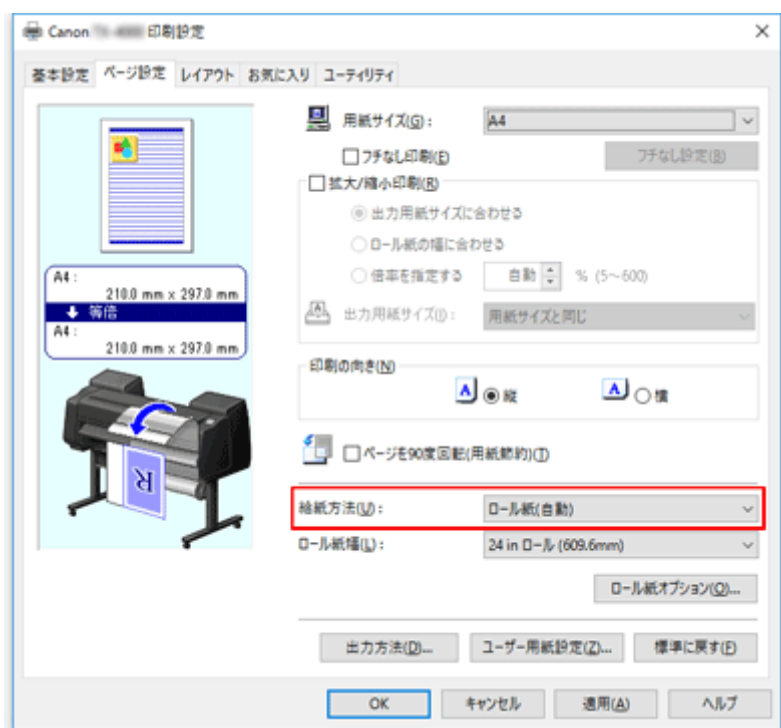 Canon 印刷設定
基本設定 ページ設定 レイアウト お気に入り ユーティリティ
用紙サイズ(G): A4
フチなし印刷(E) フチなし設定(B)
拡大/縮小印刷(R)
出力用紙サイズに合わせる
ロール紙の幅に合わせる
倍率を指定する 自動 % (5～600)
出力用紙サイズ(I): 用紙サイズと同じ
A4 :
210.0 mm x 297.0 mm
等倍
A4 :
210.0 mm x 297.0 mm
印刷の向き(N)
A 縦 A 横
ページを90度回転(用紙節約)(T)
R
給紙方法(U): ロール紙(自動)
ロール紙幅(L): 24 in ロール (609.6mm)
ロール紙オプション(O)...
出力方法(D)... ユーザー用紙設定(Z)... 標準に戻す(F)
OK キャンセル 適用(A) ヘルプ